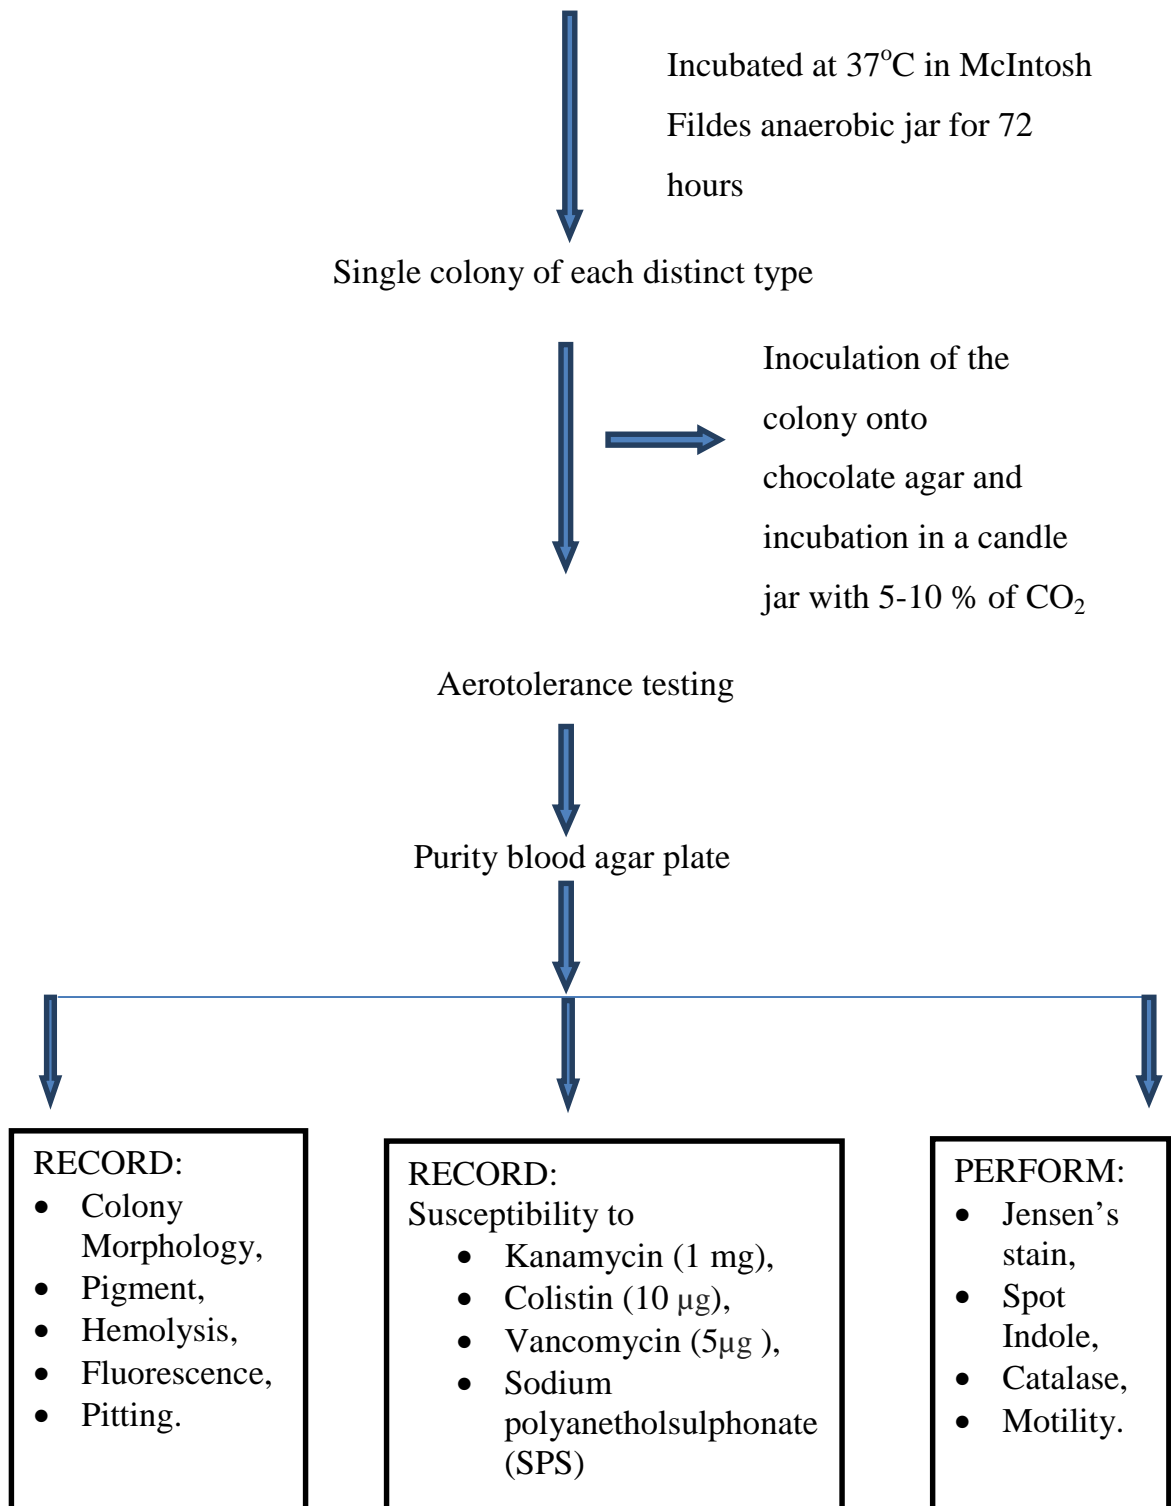 Incubated at 37°C in McIntosh
Fildes anaerobic jar for 72
hours
Single colony of each distinct type
Inoculation of the
colony onto
chocolate agar and
incubation in a candle
jar with 5-10 % of CO₂
Aerotolerance testing
Purity blood agar plate
RECORD:
• Colony
Morphology,
• Pigment,
• Hemolysis,
• Fluorescence,
• Pitting.
RECORD:
Susceptibility to
• Kanamycin (1 mg),
• Colistin (10 µg),
• Vancomycin (5µg ),
• Sodium
polyanetholsulphonate
(SPS)
PERFORM:
• Jensen’s
stain,
• Spot
Indole,
• Catalase,
• Motility.